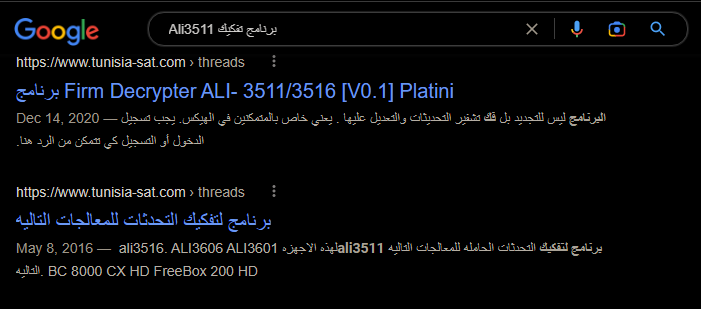 Google
برنامج تفكيك Ali3511
https://www.tunisia-sat.com › threads
برنامج Firm Decrypter ALI- 3511/3516 [V0.1] Platini
Dec 14, 2020 — البرنامج ليس للتجديد بل فك تشفير التحديثات والتعديل عليها . يعني خاص بالمتمكنين في الهيكس. يجب تسجيل
الدخول أو التسجيل كي تتمكن من الرد هنا.
https://www.tunisia-sat.com › threads
برنامج لتفكيك التحدثات للمعالجات التاليه
May 8, 2016 — برنامج لتفكيك التحدثات الحامله للمعالجات التاليه ali3511لهذه الاجهزه ali3516. ALI3606 ALI3601
التاليه. BC 8000 CX HD FreeBox 200 HD